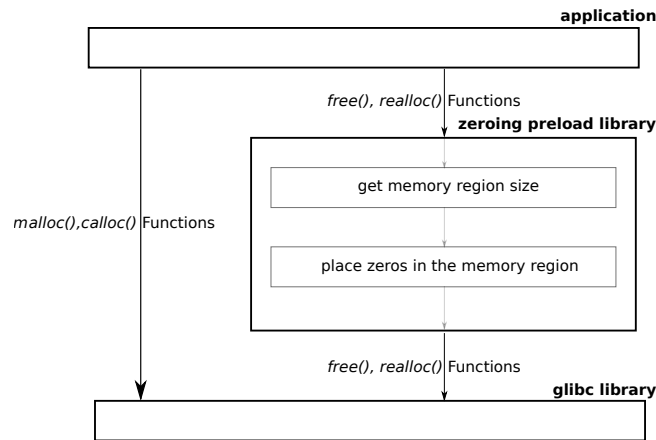 application
free(), realloc() Functions
zeroing preload library
get memory region size
malloc(),calloc() Functions
place zeros in the memory region
free(), realloc() Functions
glibc library